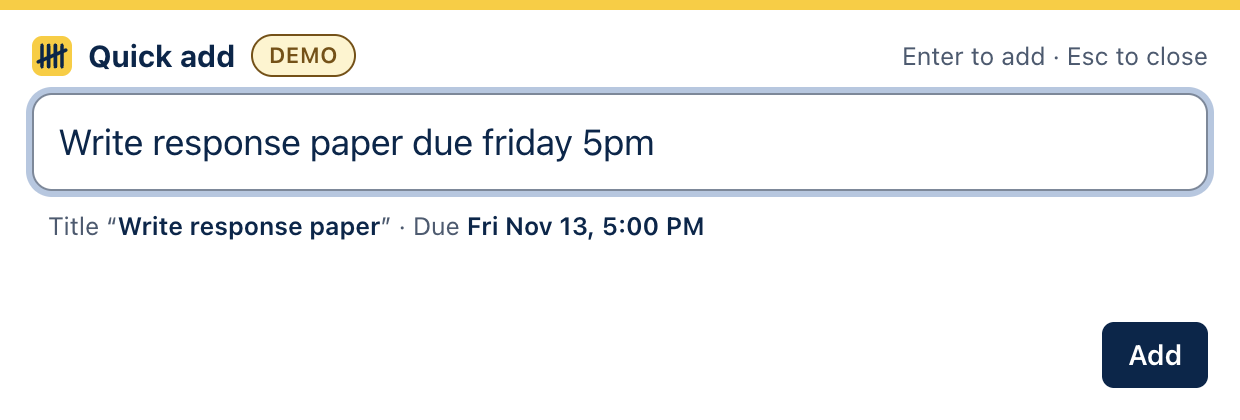 Quick add DEMO Enter to add · Esc to close
Write response paper due friday 5pm
Title “Write response paper” · Due Fri Nov 13, 5:00 PM
Add